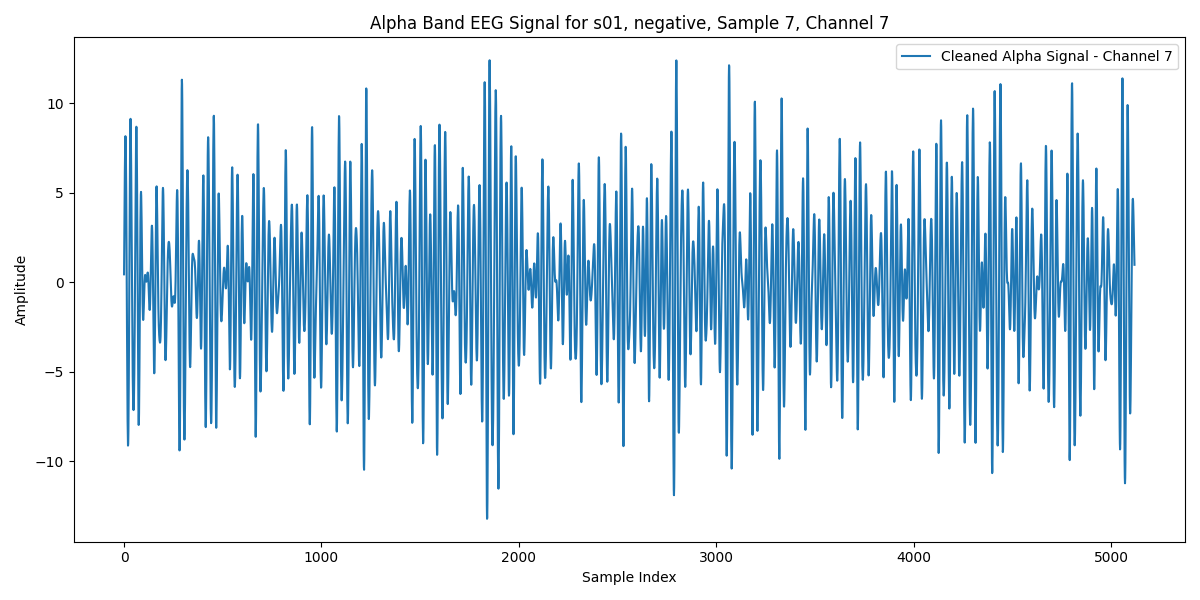 Alpha Band EEG Signal for s01, negative, Sample 7, Channel 7
Cleaned Alpha Signal - Channel 7
Amplitude
10
5
0
−5
−10
0 1000 2000 3000 4000 5000
Sample Index